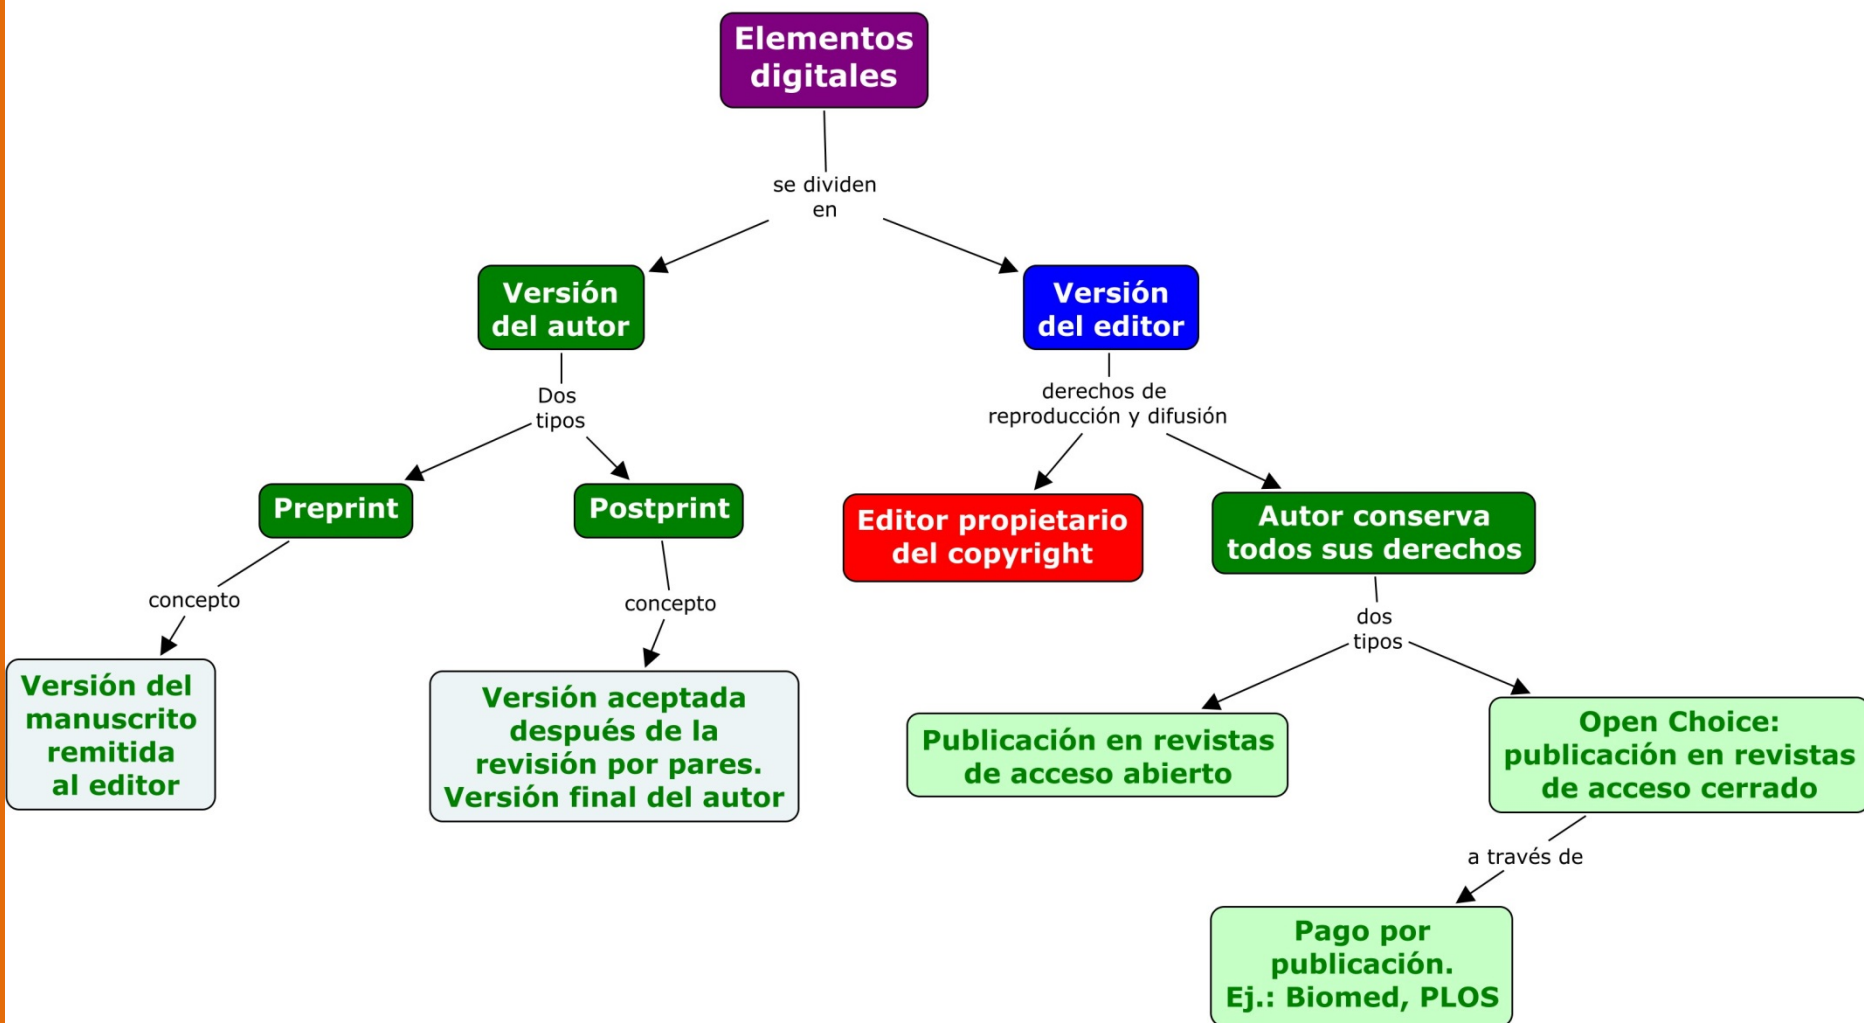 Elementos
digitales
se dividen
en
Versión
del autor
Versión
del editor
Dos
tipos
derechos de
reproducción y difusión
Preprint
Postprint
Editor propietario
del copyright
Autor conserva
todos sus derechos
concepto
concepto
dos
tipos
Versión del
manuscrito
remitida
al editor
Versión aceptada
después de la
revisión por pares.
Versión final del autor
Publicación en revistas
de acceso abierto
Open Choice:
publicación en revistas
de acceso cerrado
a través de
Pago por
publicación.
Ej.: Biomed, PLOS